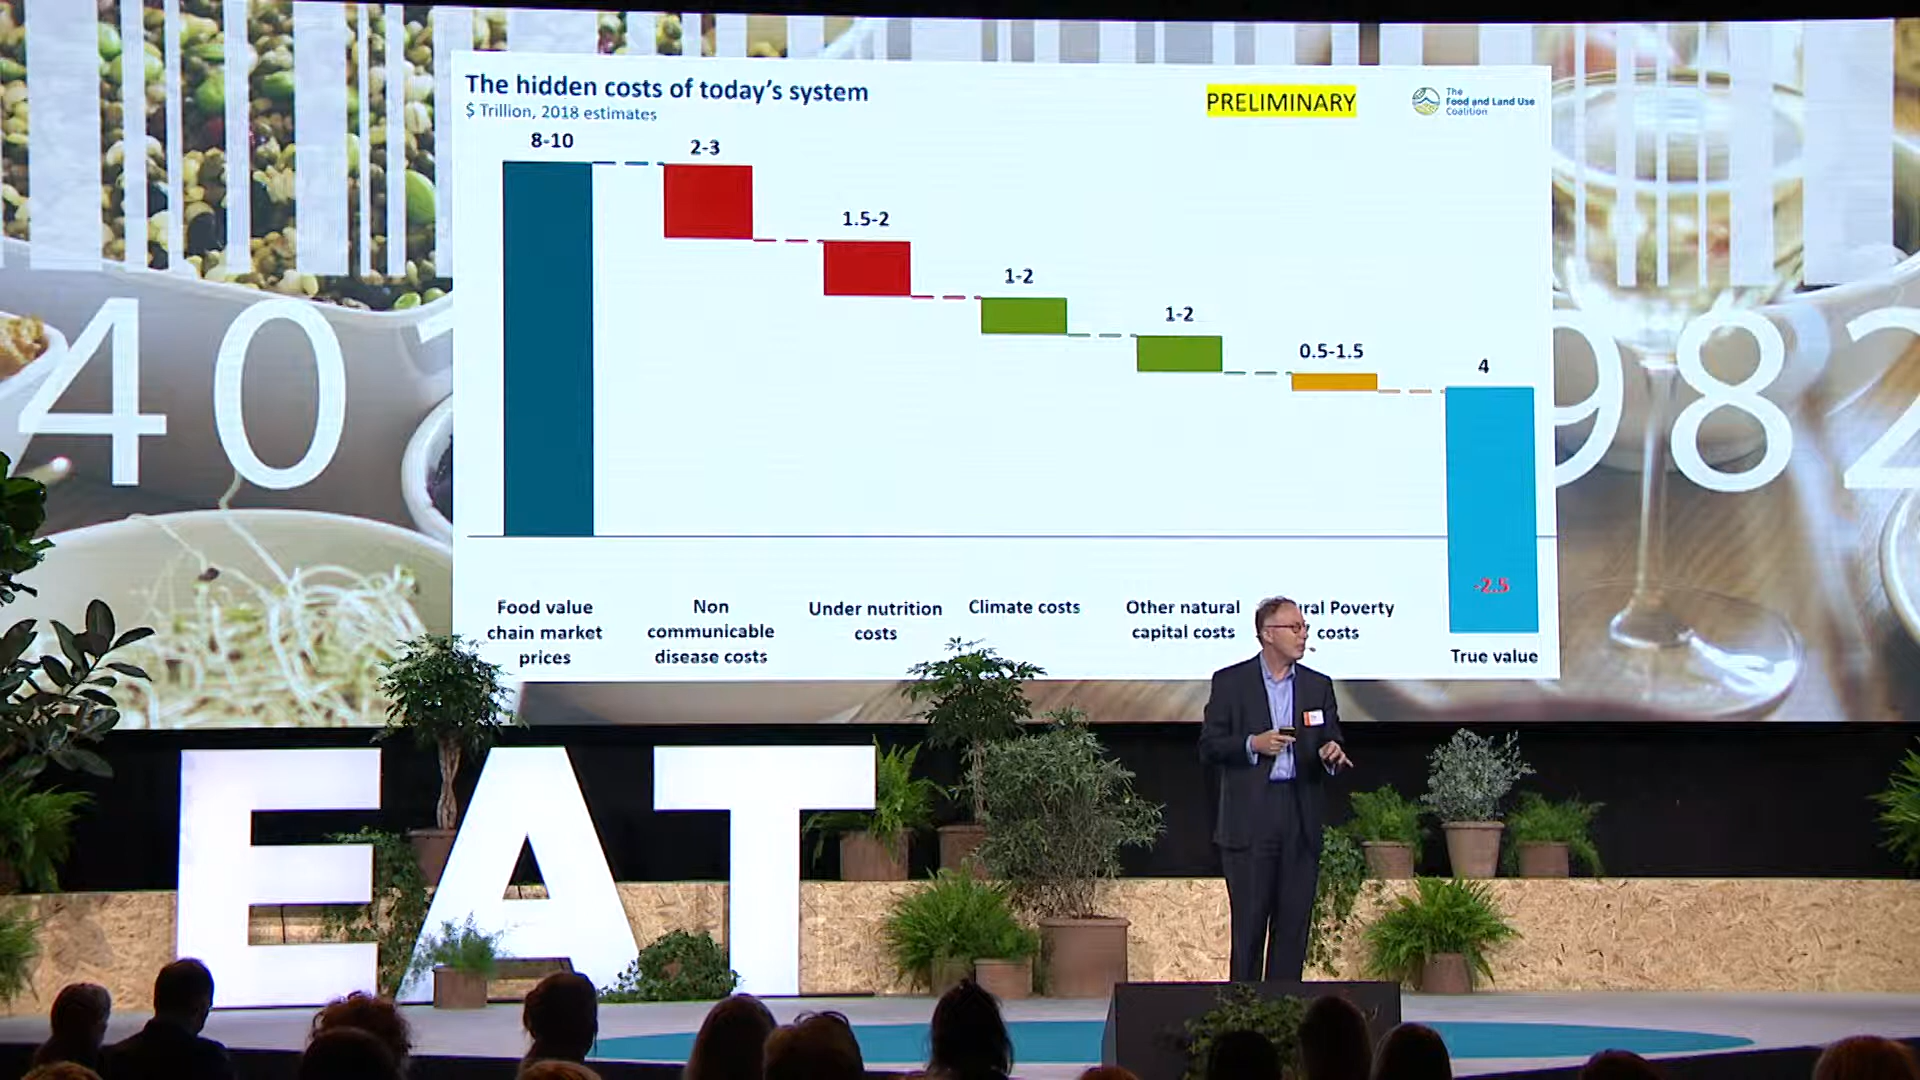 The hidden costs of today's system
$ Trillion, 2018 estimates
PRELIMINARY
The
Food and Land Use
Coalition
8-10
2-3
1.5-2
1-2
1-2
0.5-1.5
4
-2.5
Food value
chain market
prices
Non
communicable
disease costs
Under nutrition
costs
Climate costs
Other natural
capital costs
Poverty
costs
True value
40
982
EAT